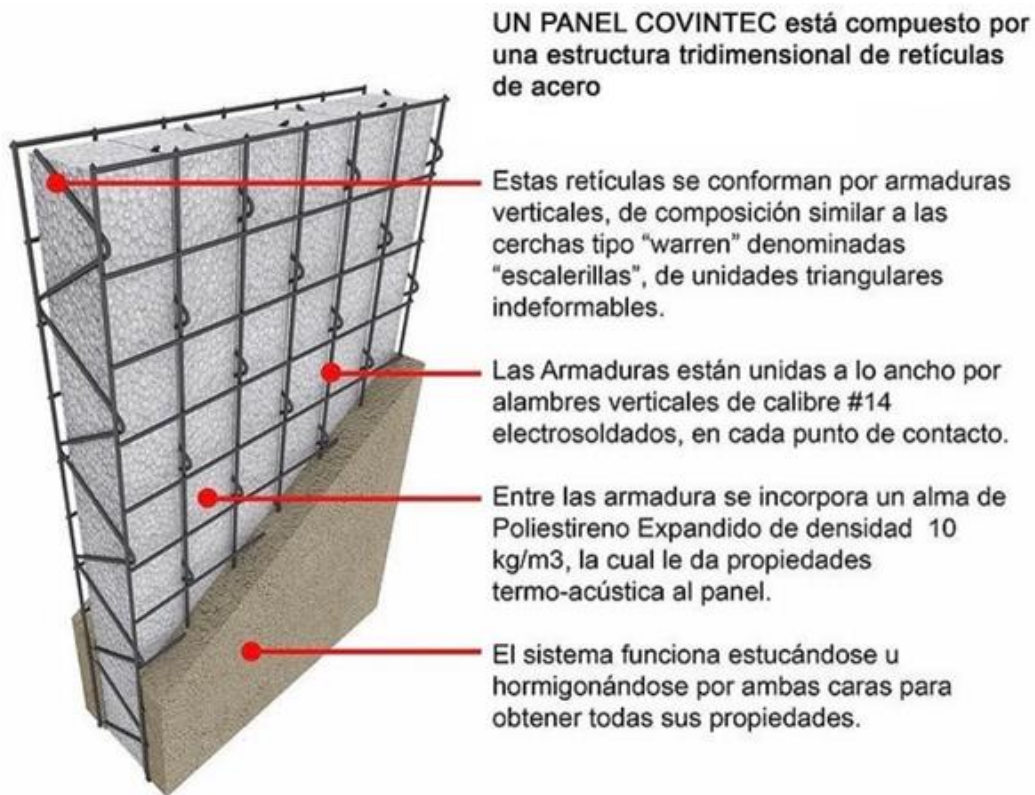 UN PANEL COVINTEC está compuesto por
una estructura tridimensional de retículas
de acero
Estas retículas se conforman por armaduras
verticales, de composición similar a las
cerchas tipo “warren” denominadas
“escalerillas”, de unidades triangulares
indeformables.
Las Armaduras están unidas a lo ancho por
alambres verticales de calibre #14
electrosoldados, en cada punto de contacto.
Entre las armadura se incorpora un alma de
Poliestireno Expandido de densidad 10
kg/m3, la cual le da propiedades
termo-acústica al panel.
El sistema funciona estucándose u
hormigonándose por ambas caras para
obtener todas sus propiedades.